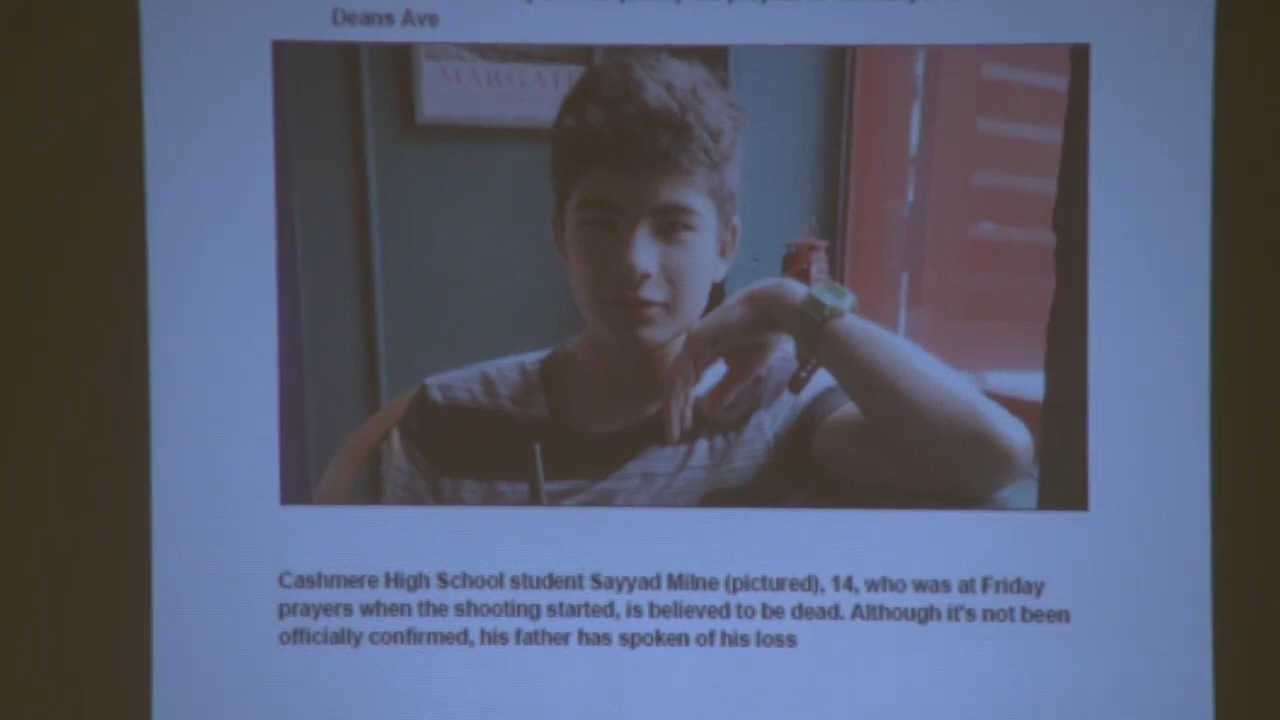 Deans Ave
MARGAT
Cashmere High School student Sayyad Milne (pictured), 14, who was at Friday
prayers when the shooting started, is believed to be dead. Although it's not been
officially confirmed, his father has spoken of his loss